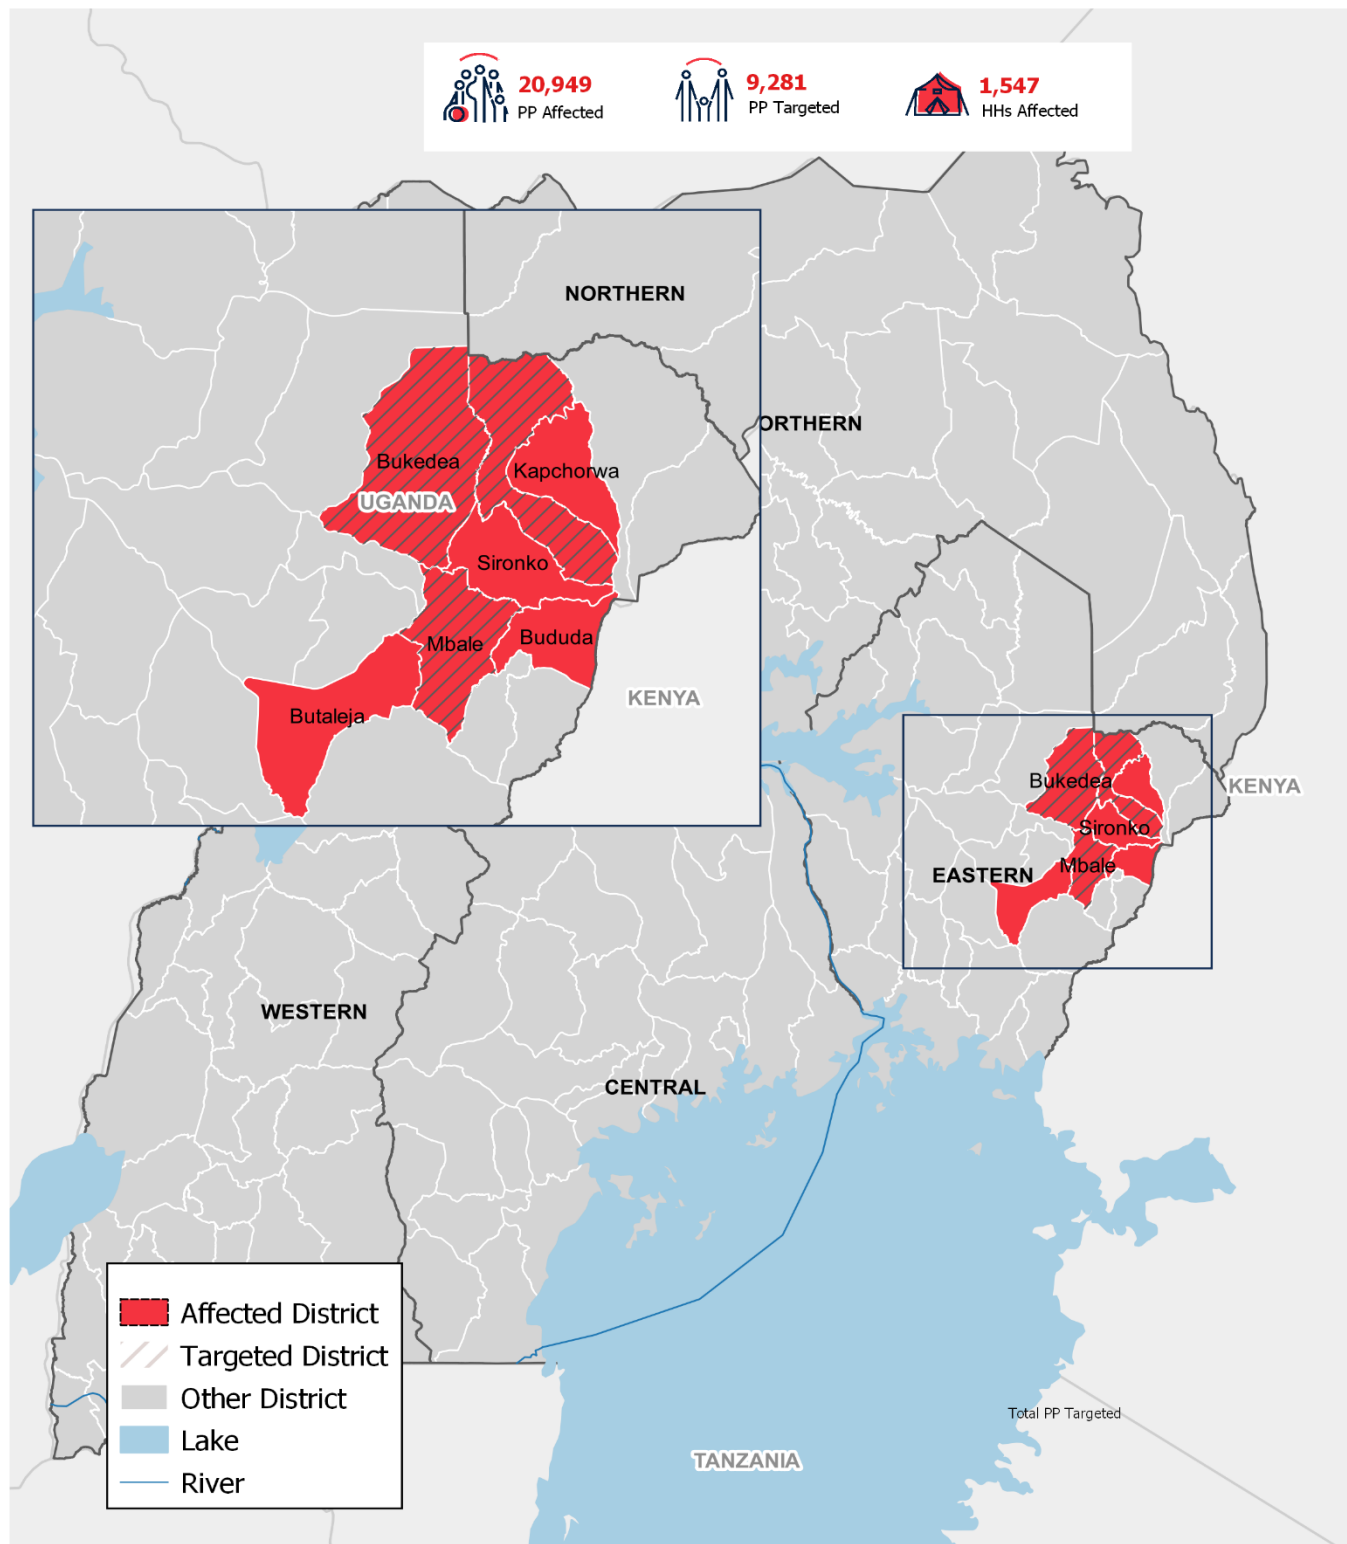 20,949
PP Affected
9,281
PP Targeted
1,547
HHs Affected
NORTHERN
ORTHERN
Bukedea
Kapchorwa
UGANDA
Sironko
Mbale
Bududa
KENYA
Butaleja
Bukedea
KENYA
Sironko
Mbale
EASTERN
WESTERN
CENTRAL
Affected District
Targeted District
Other District
Lake
River
Total PP Targeted
TANZANIA